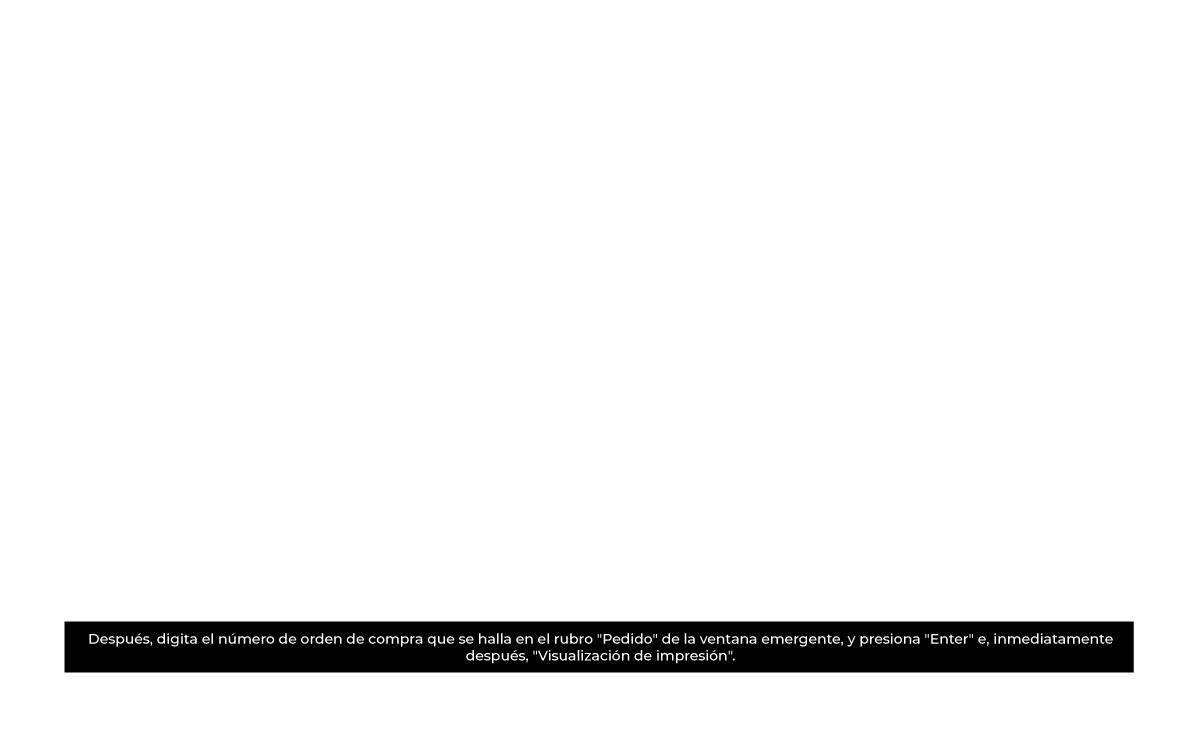 Después, digita el número de orden de compra que se halla en el rubro "Pedido" de la ventana emergente, y presiona "Enter" e, inmediatamente
después, "Visualización de impresión".